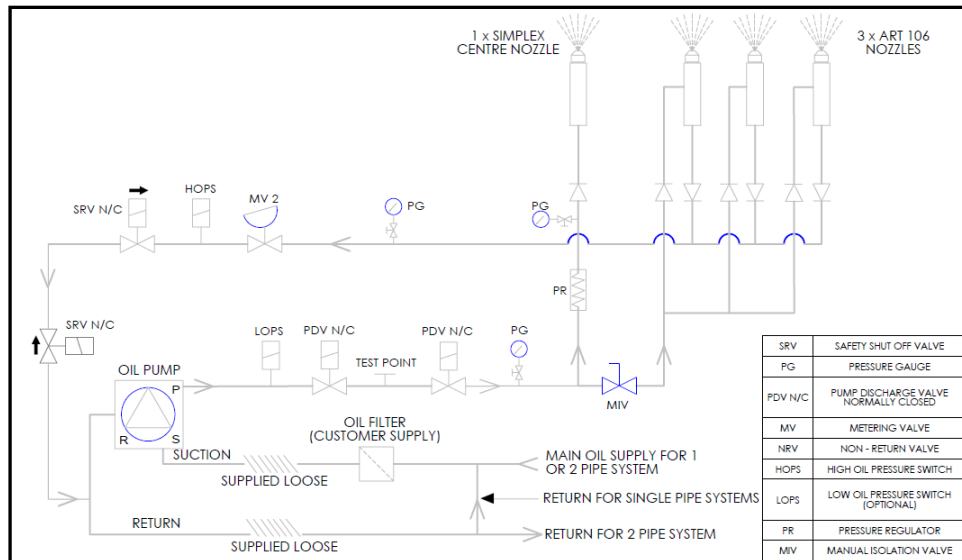 1 x SIMPLEX
CENTRE NOZZLE
3 x ART 106
NOZZLES
HOPS
SRV N/C
MV 2
PG
PG
SRV N/C
PR
LOPS
PDV N/C
PDV N/C
PG
TEST POINT
OIL PUMP
P
R
S
MIV
OIL FILTER
(CUSTOMER SUPPLY)
SUCTION
SUPPLIED LOOSE
MAIN OIL SUPPLY FOR 1
OR 2 PIPE SYSTEM
RETURN FOR SINGLE PIPE SYSTEMS
RETURN
SUPPLIED LOOSE
RETURN FOR 2 PIPE SYSTEM
SRV SAFETY SHUT OFF VALVE
PG PRESSURE GAUGE
PDV N/C PUMP DISCHARGE VALVE
NORMALLY CLOSED
MV METERING VALVE
NRV NON - RETURN VALVE
HOPS HIGH OIL PRESSURE SWITCH
LOPS LOW OIL PRESSURE SWITCH
(OPTIONAL)
PR PRESSURE REGULATOR
MIV MANUAL ISOLATION VALVE